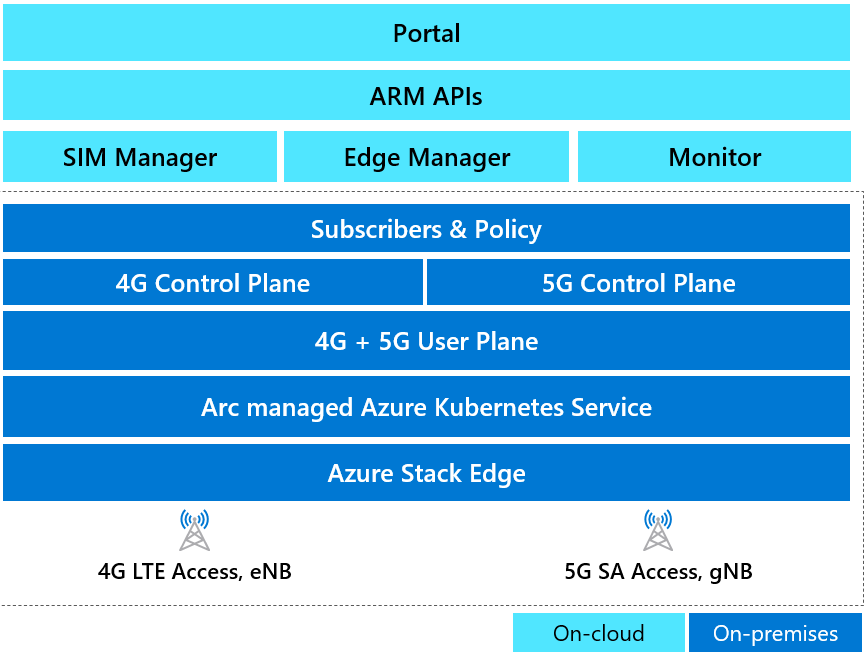 Portal
ARM APIs
SIM Manager
Edge Manager
Monitor
Subscribers & Policy
4G Control Plane
5G Control Plane
4G + 5G User Plane
Arc managed Azure Kubernetes Service
Azure Stack Edge
4G LTE Access, eNB
5G SA Access, gNB
On-cloud
On-premises